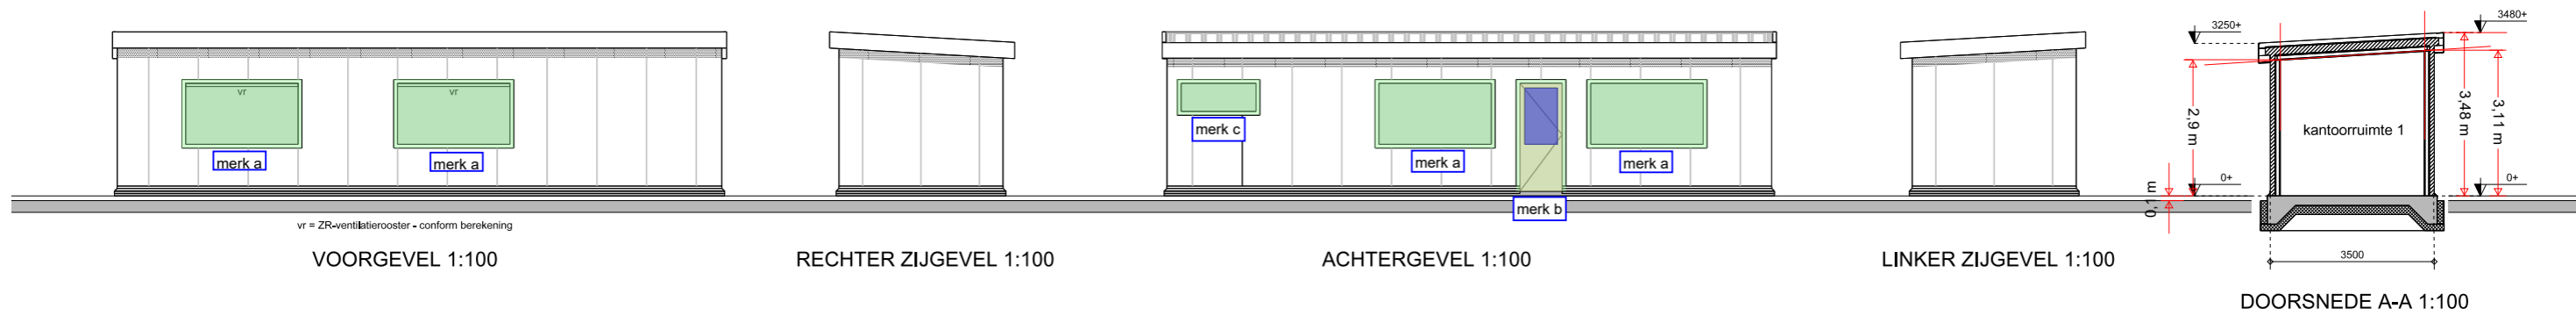 vr
vr
merk a
merk a
vr = ZR-ventilatierooster - conform berekening
VOORGEVEL 1:100
RECHTER ZIJGEVEL 1:100
merk c
merk a
merk a
merk b
ACHTERGEVEL 1:100
LINKER ZIJGEVEL 1:100
3250+
3480+
2,9 m
3,48 m
3,11 m
kantoorruimte 1
0+
0+
0,1 m
3500
DOORSNEDE A-A 1:100